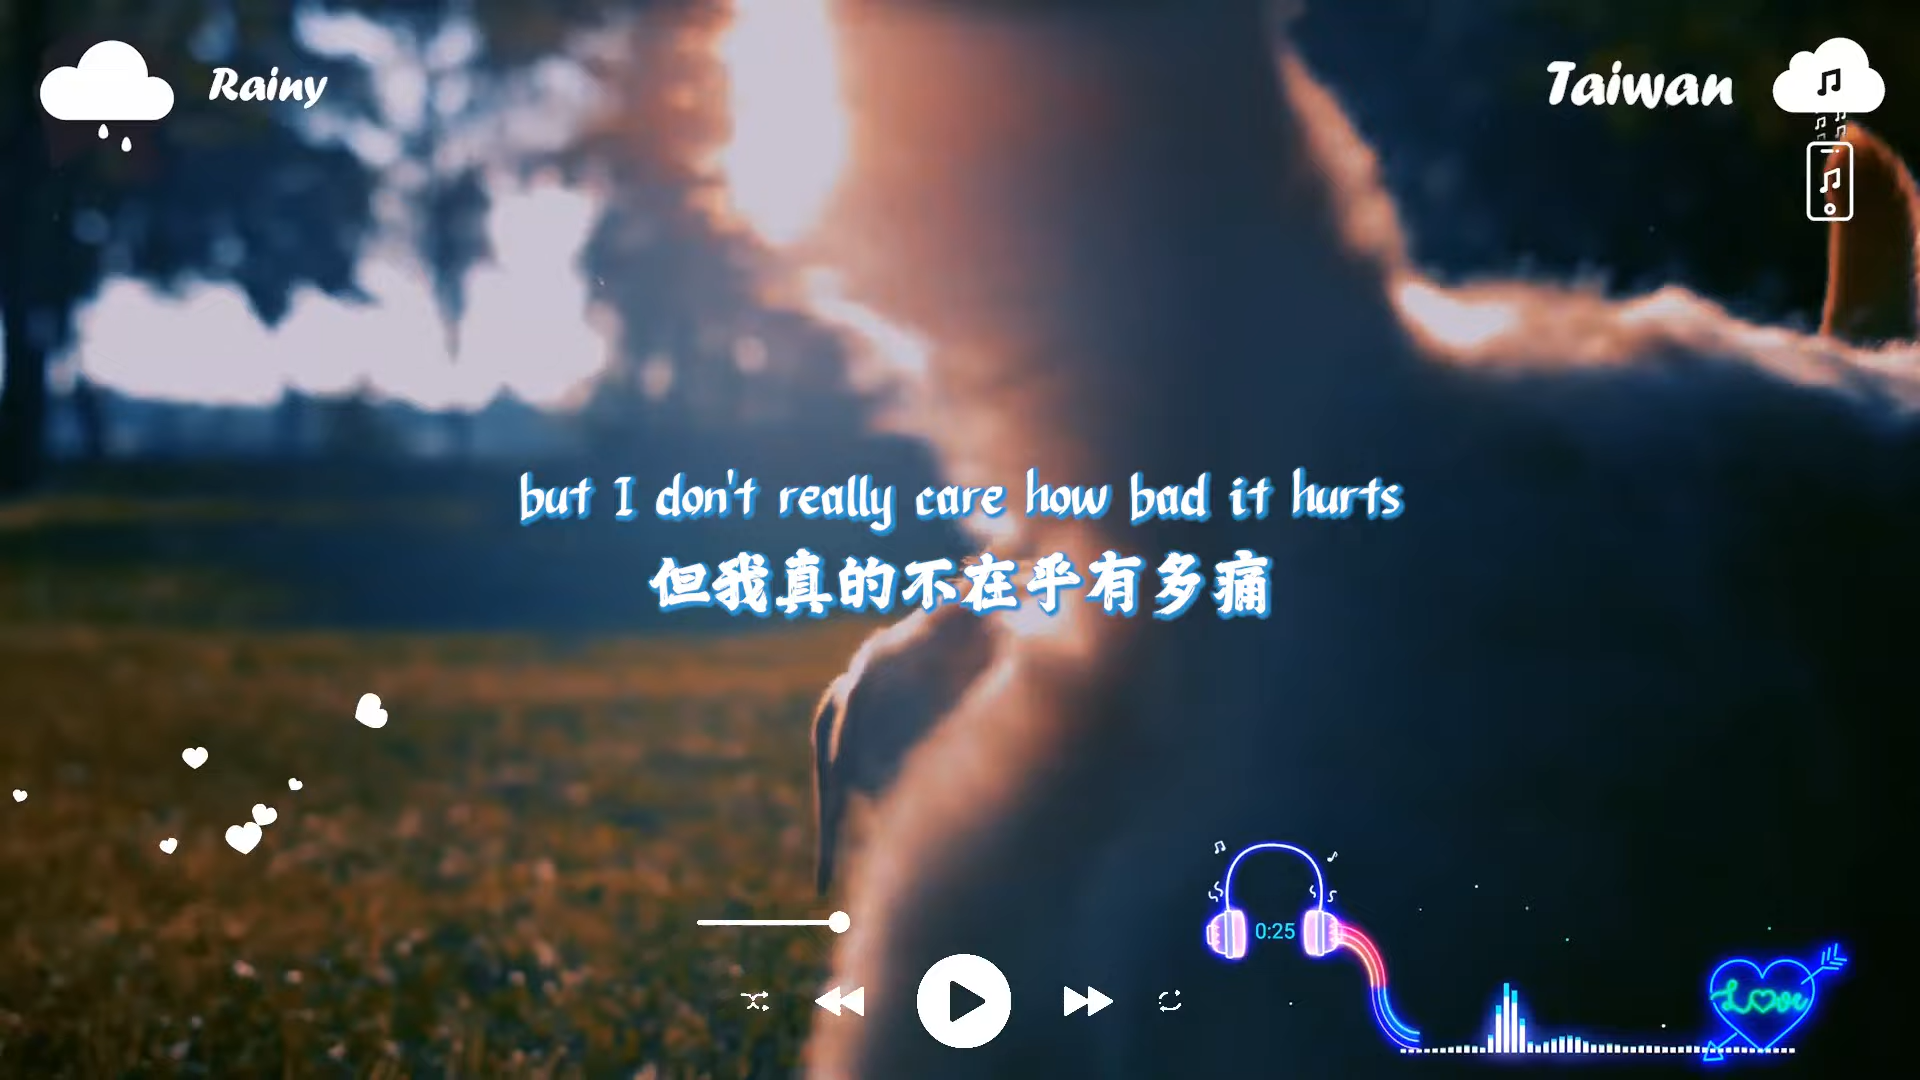 Rainy
Taiwan
but I don't really care how bad it hurts
但我真的不在乎有多痛
0:25
Love